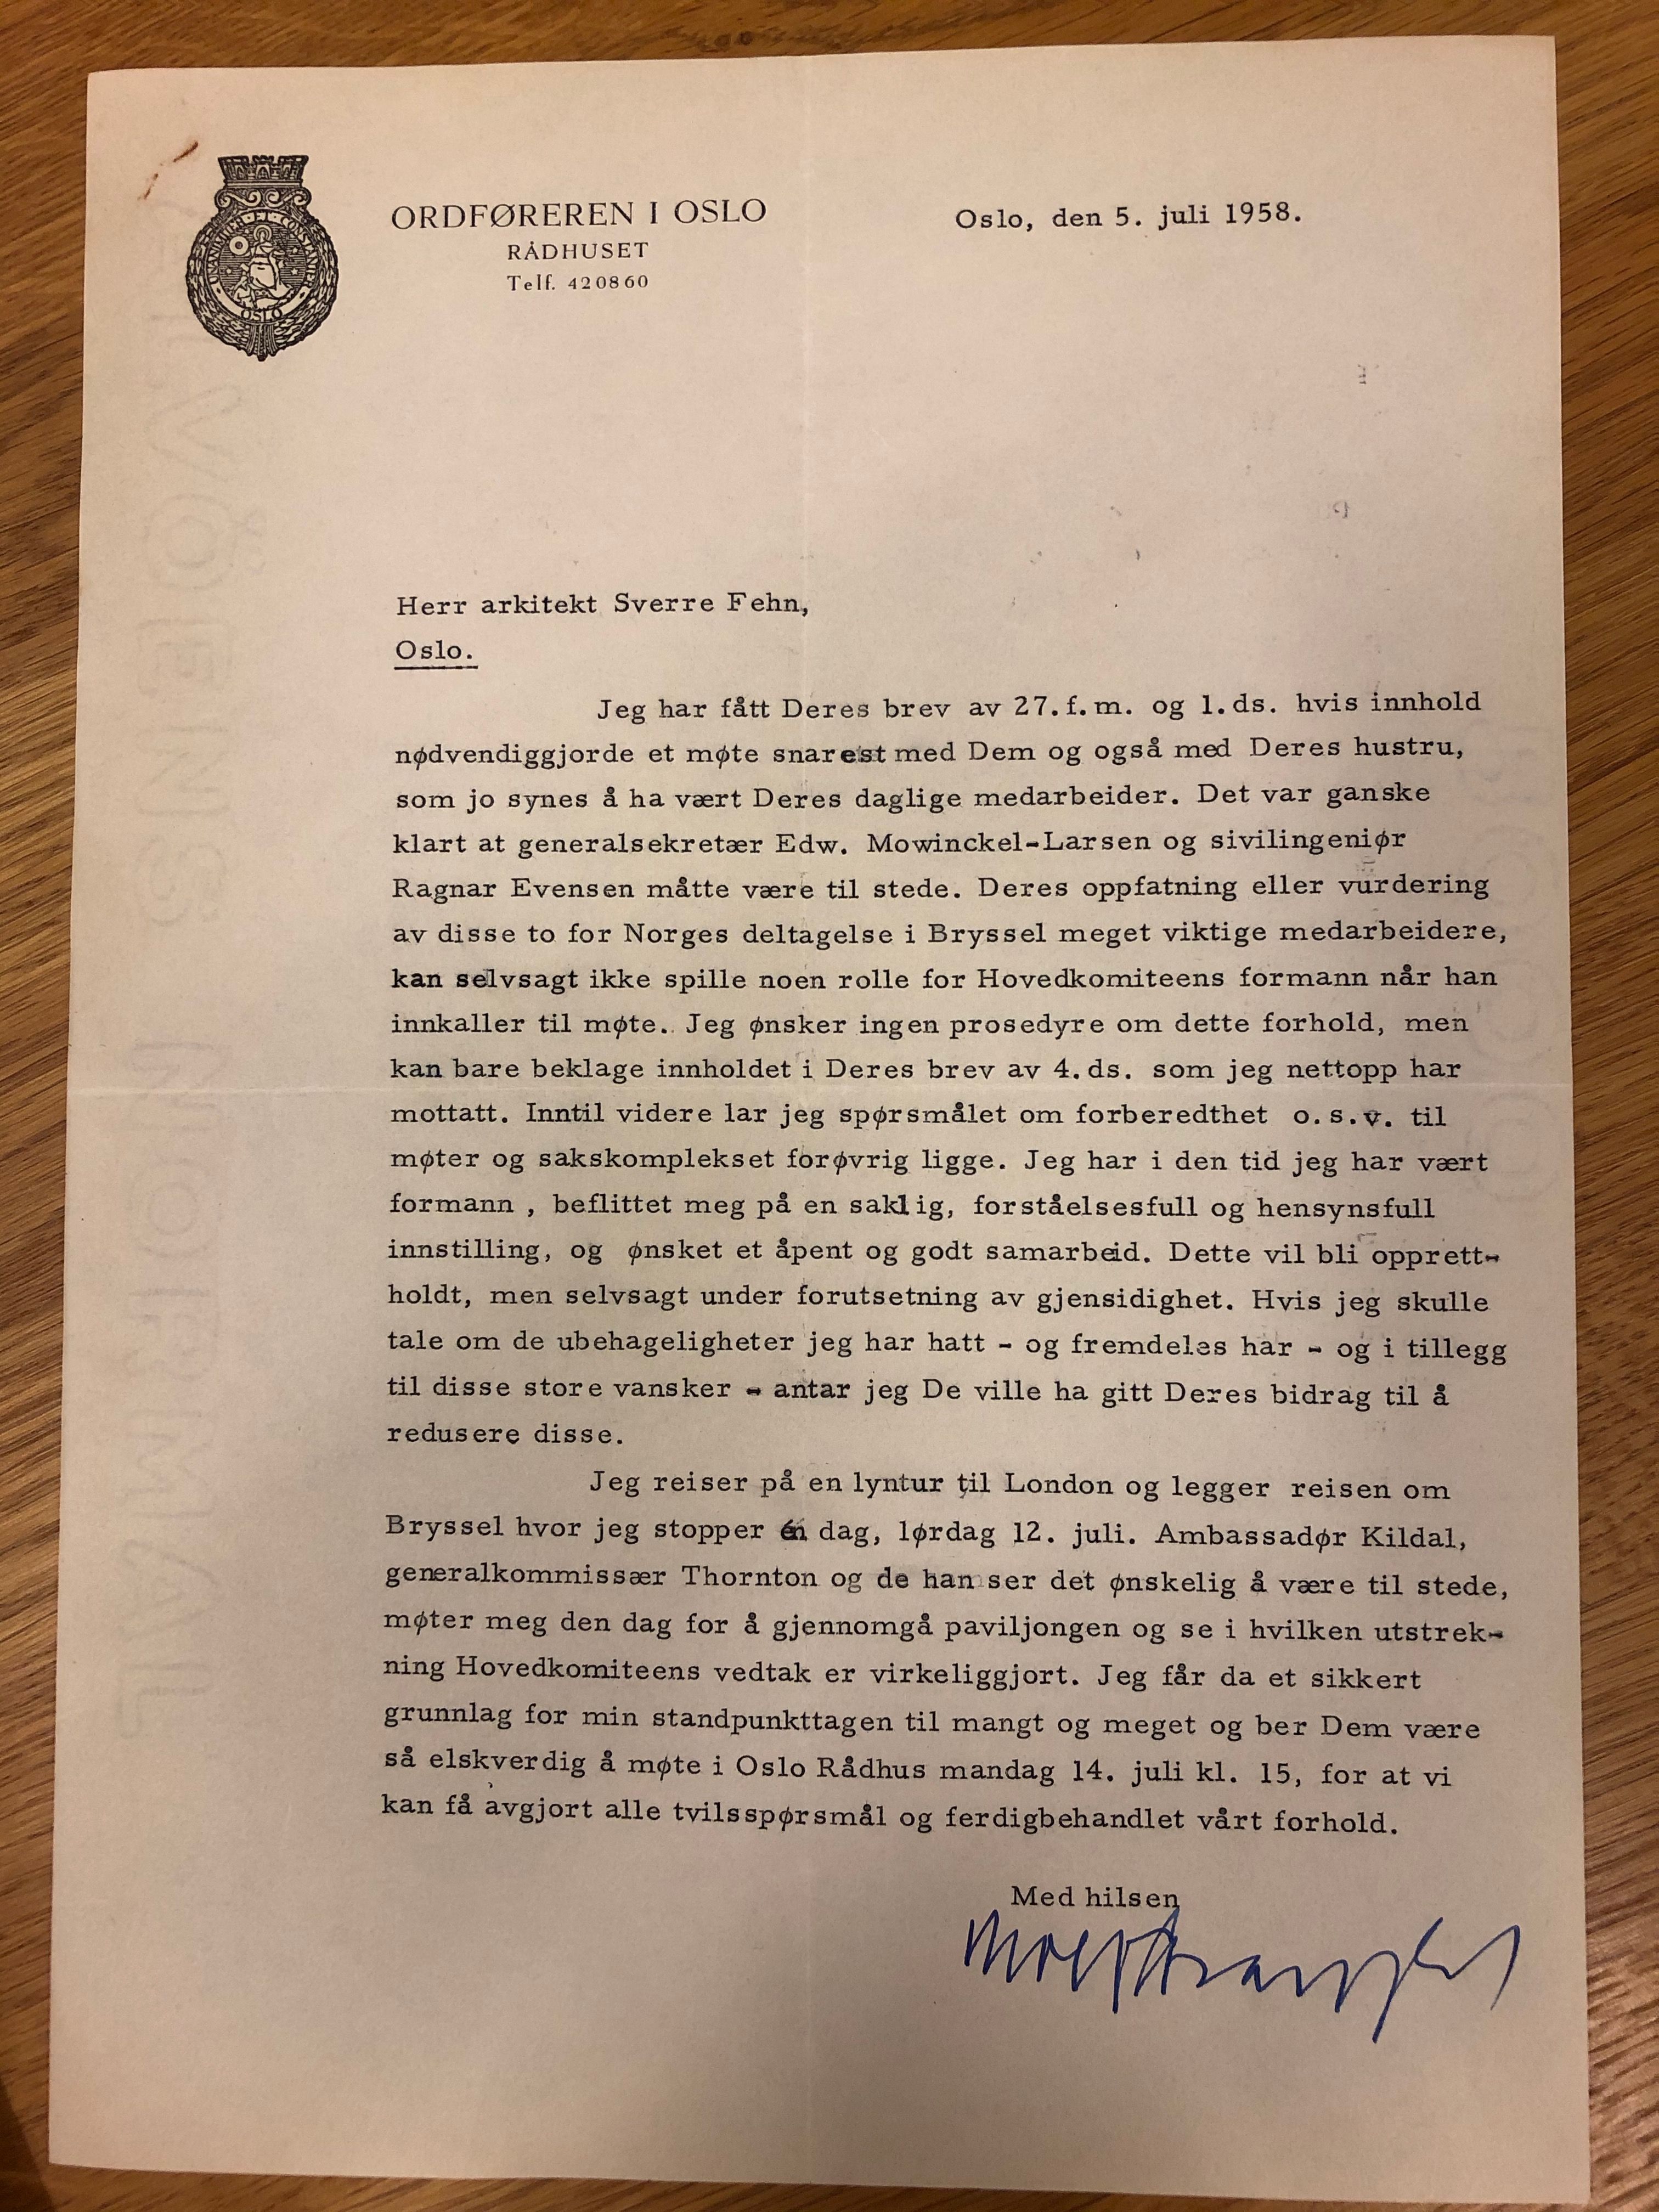 ORDFØREREN I OSLO
RÅDHUSET
Telf. 420860
Oslo, den 5. juli 1958.
OSLO
Herr arkitekt Sverre Fehn,
Oslo.
Jeg har fått Deres brev av 27. f. m. og 1. ds. hvis innhold
nødvendiggjorde et møte snarest med Dem og også med Deres hustru,
som jo synes å ha vært Deres daglige medarbeider. Det var ganske
klart at generalsekretær Edw. Mowinckel-Larsen og sivilingeniør
Ragnar Evensen måtte være til stede. Deres oppfatning eller vurdering
av disse to for Norges deltagelse i Bryssel meget viktige medarbeidere,
kan selvsagt ikke spille noen rolle for Hovedkomiteens formann når han
innkaller til møte. Jeg ønsker ingen prosedyre om dette forhold, men
kan bare beklage innholdet i Deres brev av 4. ds. som jeg nettopp har
mottatt. Inntil videre lar jeg spørsmålet om forberedthet o. s. v. til
møter og sakskomplekset forøvrig ligge. Jeg har i den tid jeg har vært
formann , beflittet meg på en saklig, forståelsesfull og hensynsfull
innstilling, og ønsket et åpent og godt samarbeid. Dette vil bli opprett-
holdt, men selvsagt under forutsetning av gjensidighet. Hvis jeg skulle
tale om de ubehageligheter jeg har hatt - og fremdeles har - og i tillegg
til disse store vansker - antar jeg De ville ha gitt Deres bidrag til å
redusere disse.
Jeg reiser på en lyntur til London og legger reisen om
Bryssel hvor jeg stopper én dag, lørdag 12. juli. Ambassadør Kildal,
generalkommissær Thornton og de han ser det ønskelig å være til stede,
møter meg den dag for å gjennomgå paviljongen og se i hvilken utstrek-
ning Hovedkomiteens vedtak er virkeliggjort. Jeg får da et sikkert
grunnlag for min standpunkttagen til mangt og meget og ber Dem være
så elskverdig å møte i Oslo Rådhus mandag 14. juli kl. 15, for at vi
kan få avgjort alle tvilsspørsmål og ferdigbehandlet vårt forhold.
Med hilsen